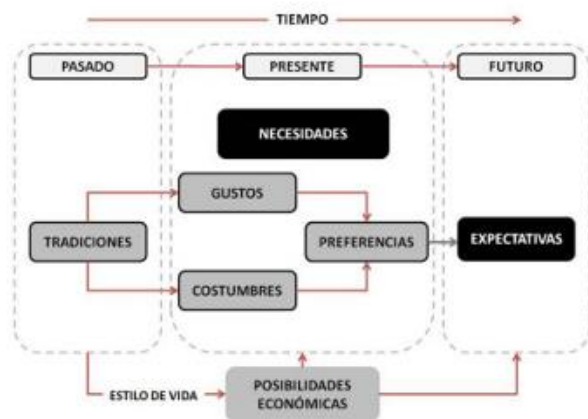 TIEMPO
PASADO
PRESENTE
FUTURO
NECESIDADES
GUSTOS
TRADICIONES
PREFERENCIAS
EXPECTATIVAS
COSTUMBRES
ESTILO DE VIDA
POSIBILIDADES
ECONÓMICAS